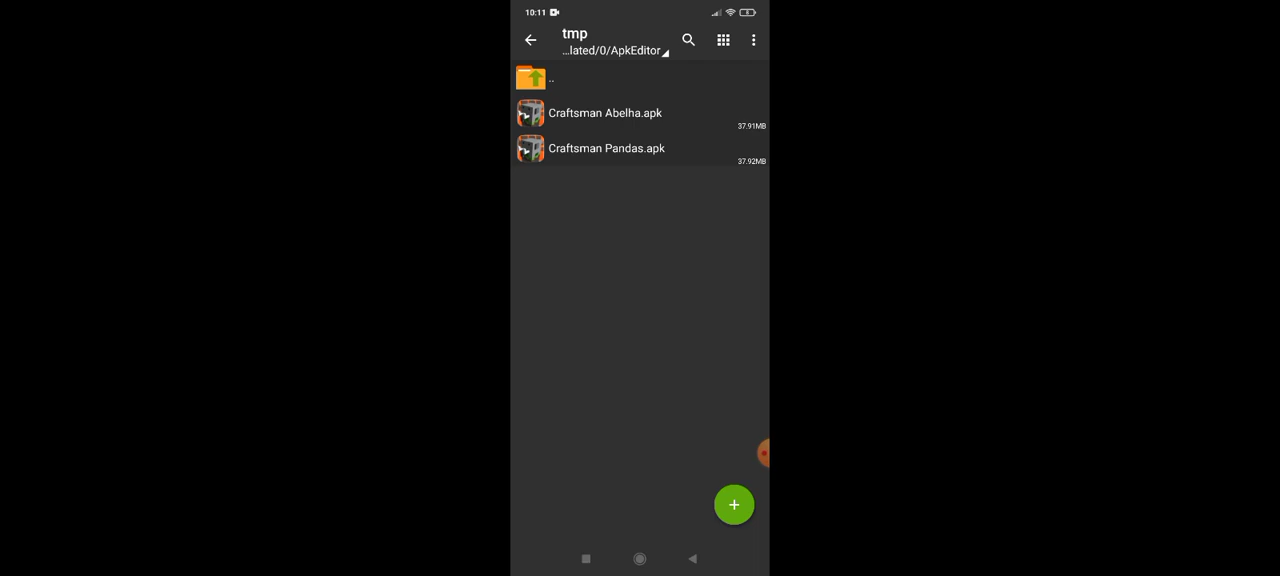 10:11
tmp
...lated/0/ApkEditor
..
Craftsman Abelha.apk
37.91MB
Craftsman Pandas.apk
37.92MB